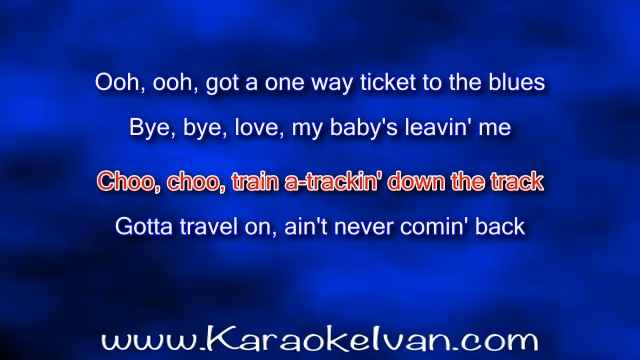 Ooh, ooh, got a one way ticket to the blues
Bye, bye, love, my baby's leavin' me
Choo, choo, train a-trackin' down the track
Gotta travel on, ain't never comin' back
www.KaraokeIvan.com